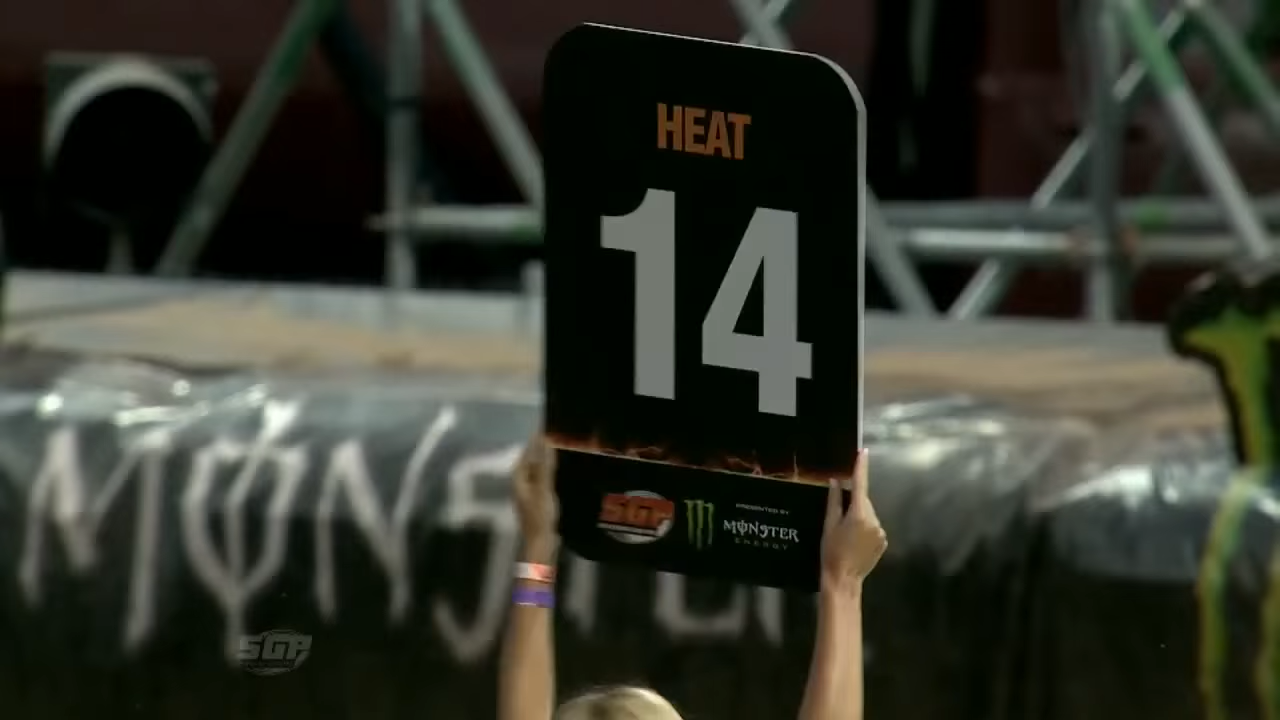 HEAT
14
SGP
PRESENTED BY
MONSTER
ENERGY
MONSTER
SGP